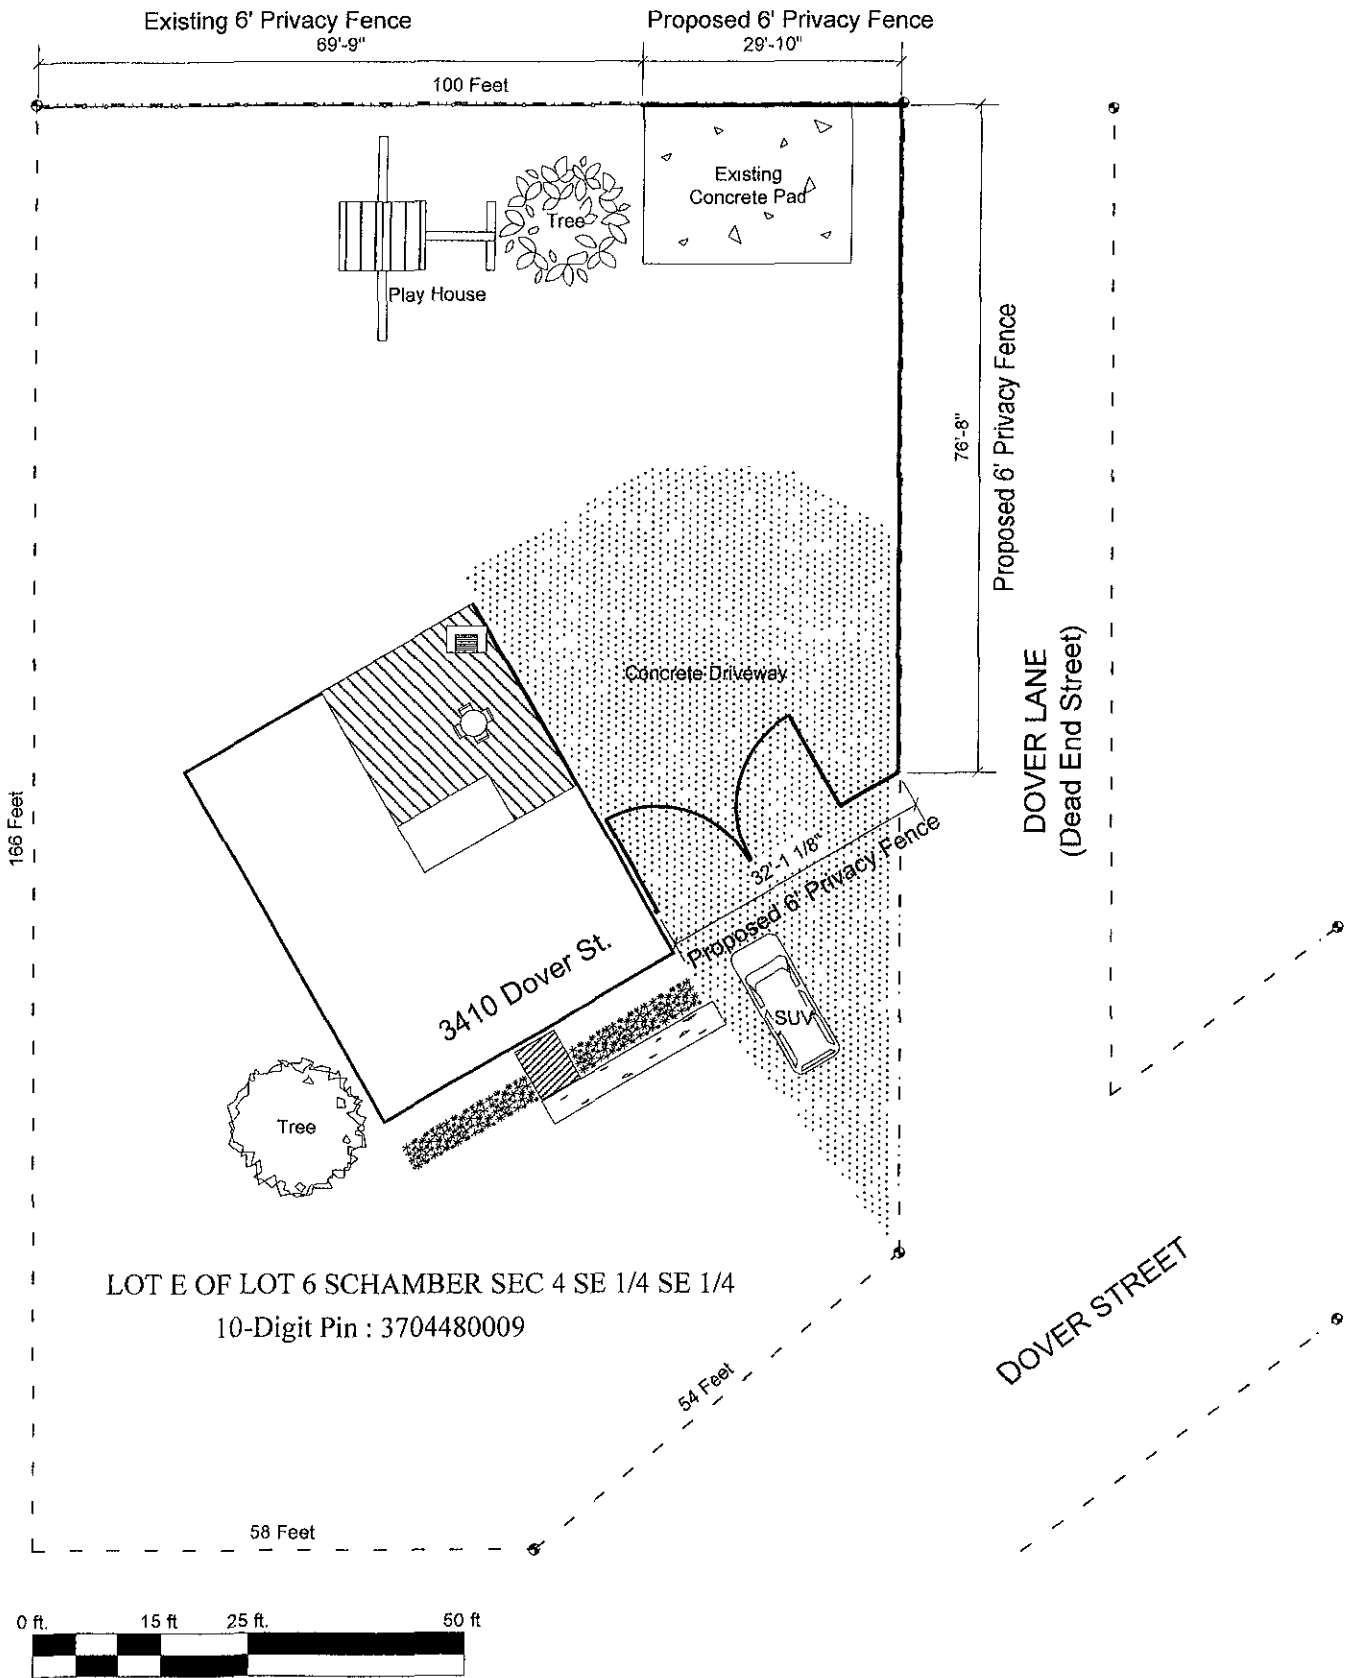 Existing 6' Privacy Fence
Proposed 6' Privacy Fence
69'-9"
29'-10"
100 Feet
Existing
Concrete Pad
Tree
Play House
Proposed 6' Privacy Fence
76'-8"
Concrete Driveway
DOVER LANE
(Dead End Street)
166 Feet
32'-1 1/8"
Proposed 6' Privacy Fence
3410 Dover St.
SUV
Tree
LOT E OF LOT 6 SCHAMBER SEC 4 SE 1/4 SE 1/4
10-Digit Pin : 3704480009
DOVER STREET
54 Feet
58 Feet
0 ft. 15 ft 25 ft. 50 ft